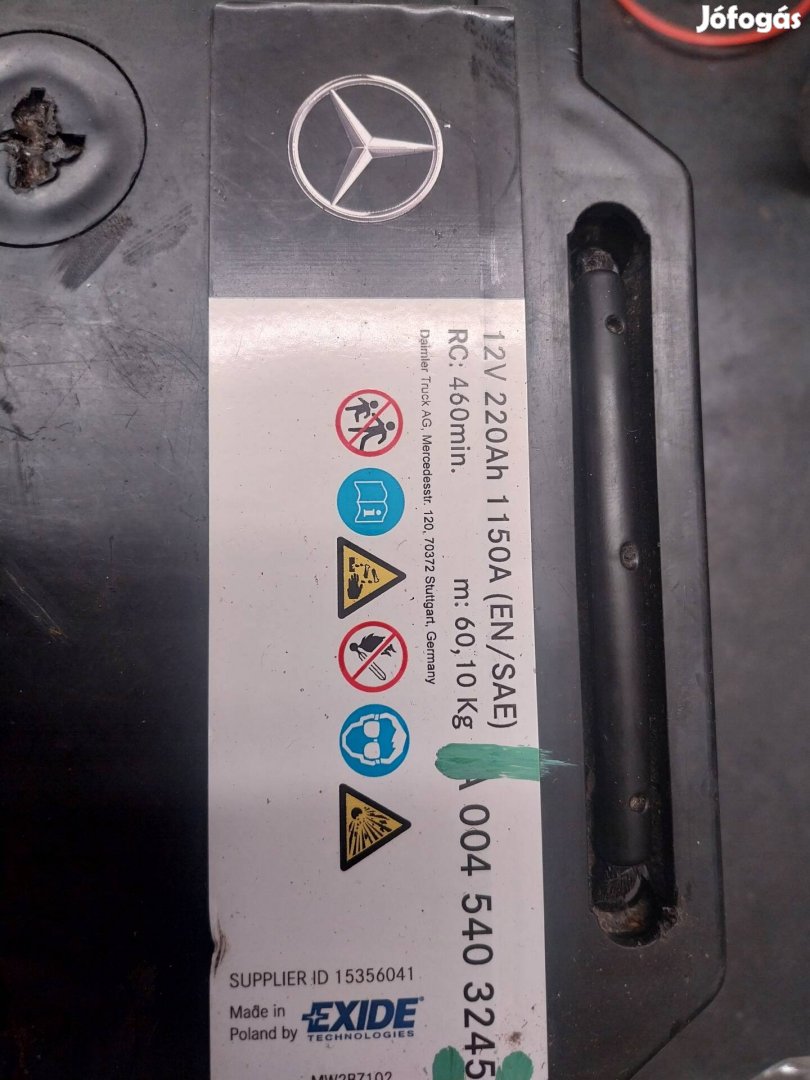 Jófogás
12V 220Ah 1150A (EN/SAE)
RC: 460min. m: 60,10 Kg
Daimler Truck AG, Mercedesstr. 120, 70372 Stuttgart, Germany
A 004 540 3245
SUPPLIER ID 15356041
Made in
Poland by
EXIDE
TECHNOLOGIES